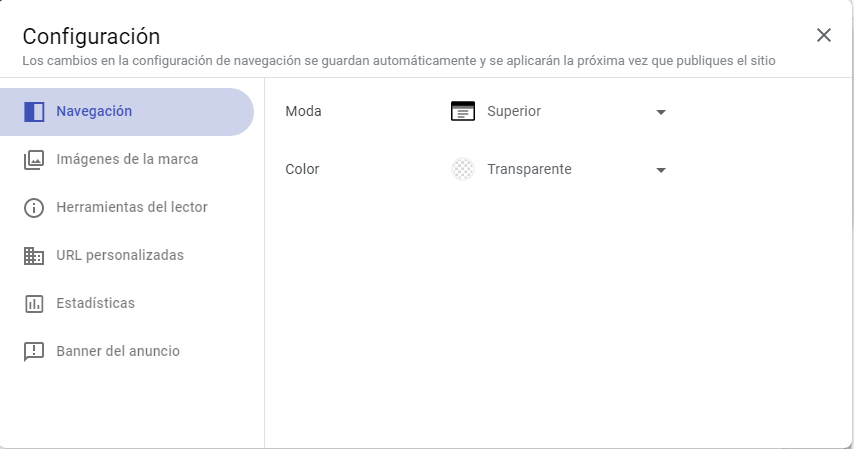 Configuración
Los cambios en la configuración de navegación se guardan automáticamente y se aplicarán la próxima vez que publiques el sitio
Navegación
Imágenes de la marca
Herramientas del lector
URL personalizadas
Estadísticas
Banner del anuncio
Moda Superior
Color Transparente